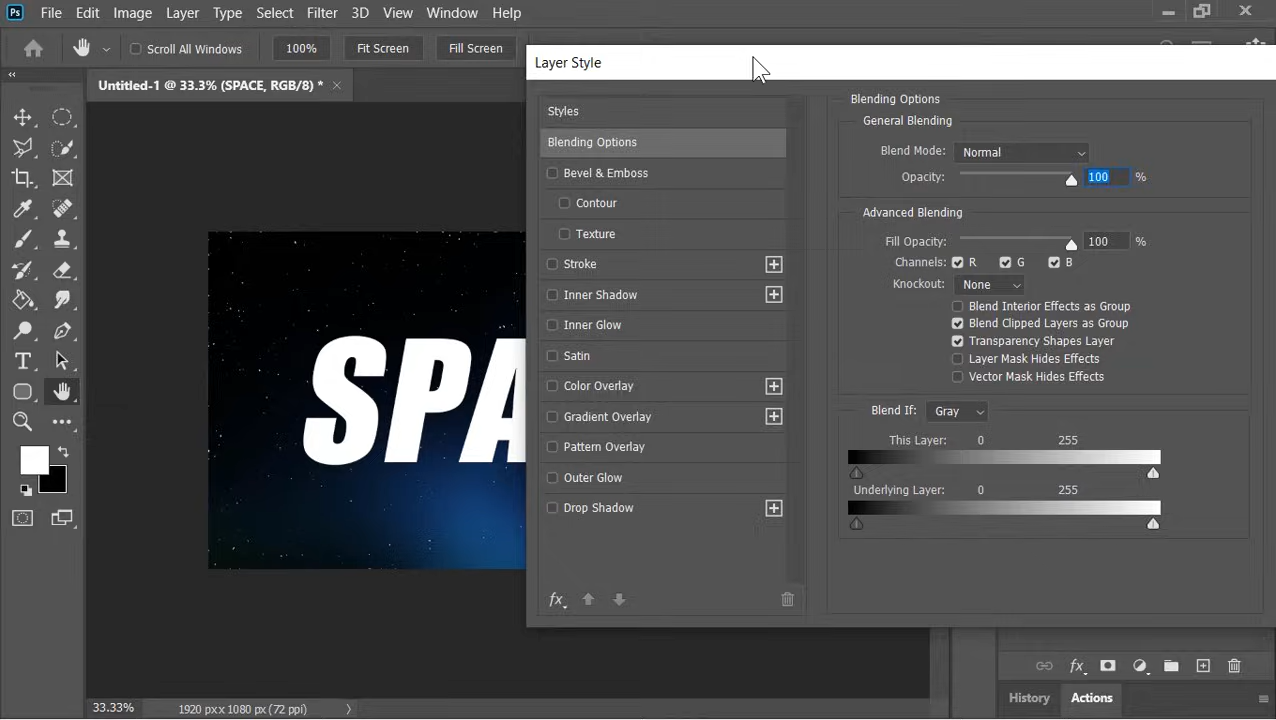 Ps File Edit Image Layer Type Select Filter 3D View Window Help
Scroll All Windows 100% Fit Screen Fill Screen
Layer Style
Untitled-1 @ 33.3% (SPACE, RGB/8) *
Styles
Blending Options
Bevel & Emboss
Contour
Texture
Stroke
Inner Shadow
Inner Glow
Satin
Color Overlay
Gradient Overlay
Pattern Overlay
Outer Glow
Drop Shadow
fx
Blending Options
General Blending
Blend Mode: Normal
Opacity: 100 %
Advanced Blending
Fill Opacity: 100 %
Channels: R G B
Knockout: None
Blend Interior Effects as Group
Blend Clipped Layers as Group
Transparency Shapes Layer
Layer Mask Hides Effects
Vector Mask Hides Effects
Blend If: Gray
This Layer: 0 255
Underlying Layer: 0 255
SPA
T
fx
History Actions
33.33% 1920 px x 1080 px (72 ppi)